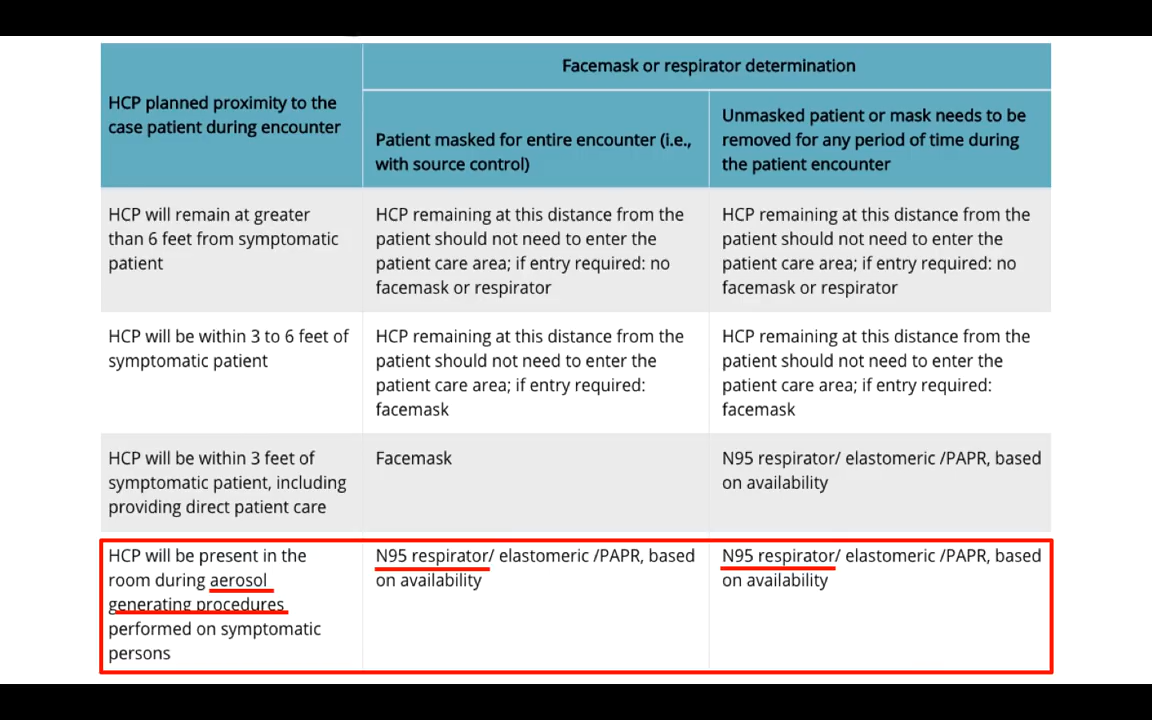 Facemask or respirator determination
HCP planned proximity to the
case patient during encounter
Patient masked for entire encounter (i.e.,
with source control)
Unmasked patient or mask needs to be
removed for any period of time during
the patient encounter
HCP will remain at greater
than 6 feet from symptomatic
patient
HCP remaining at this distance from the
patient should not need to enter the
patient care area; if entry required: no
facemask or respirator
HCP remaining at this distance from the
patient should not need to enter the
patient care area; if entry required: no
facemask or respirator
HCP will be within 3 to 6 feet of
symptomatic patient
HCP remaining at this distance from the
patient should not need to enter the
patient care area; if entry required:
facemask
HCP remaining at this distance from the
patient should not need to enter the
patient care area; if entry required:
facemask
HCP will be within 3 feet of
symptomatic patient, including
providing direct patient care
Facemask
N95 respirator/ elastomeric /PAPR, based
on availability
HCP will be present in the
room during aerosol
generating procedures
performed on symptomatic
persons
N95 respirator/ elastomeric /PAPR, based
on availability
N95 respirator/ elastomeric /PAPR, based
on availability